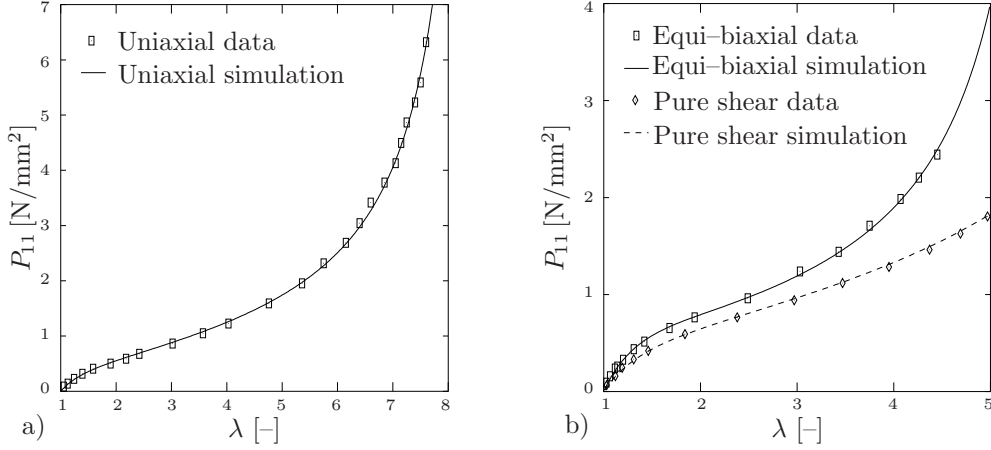 7
6
5
4
3
2
1
0
1 2 3 4 5 6 7 8
P₁₁ [N/mm²]
λ [–]
Uniaxial data
Uniaxial simulation
a)
4
3
2
1
0
1 2 3 4 5
P₁₁ [N/mm²]
λ [–]
Equi–biaxial data
Equi–biaxial simulation
Pure shear data
Pure shear simulation
b)